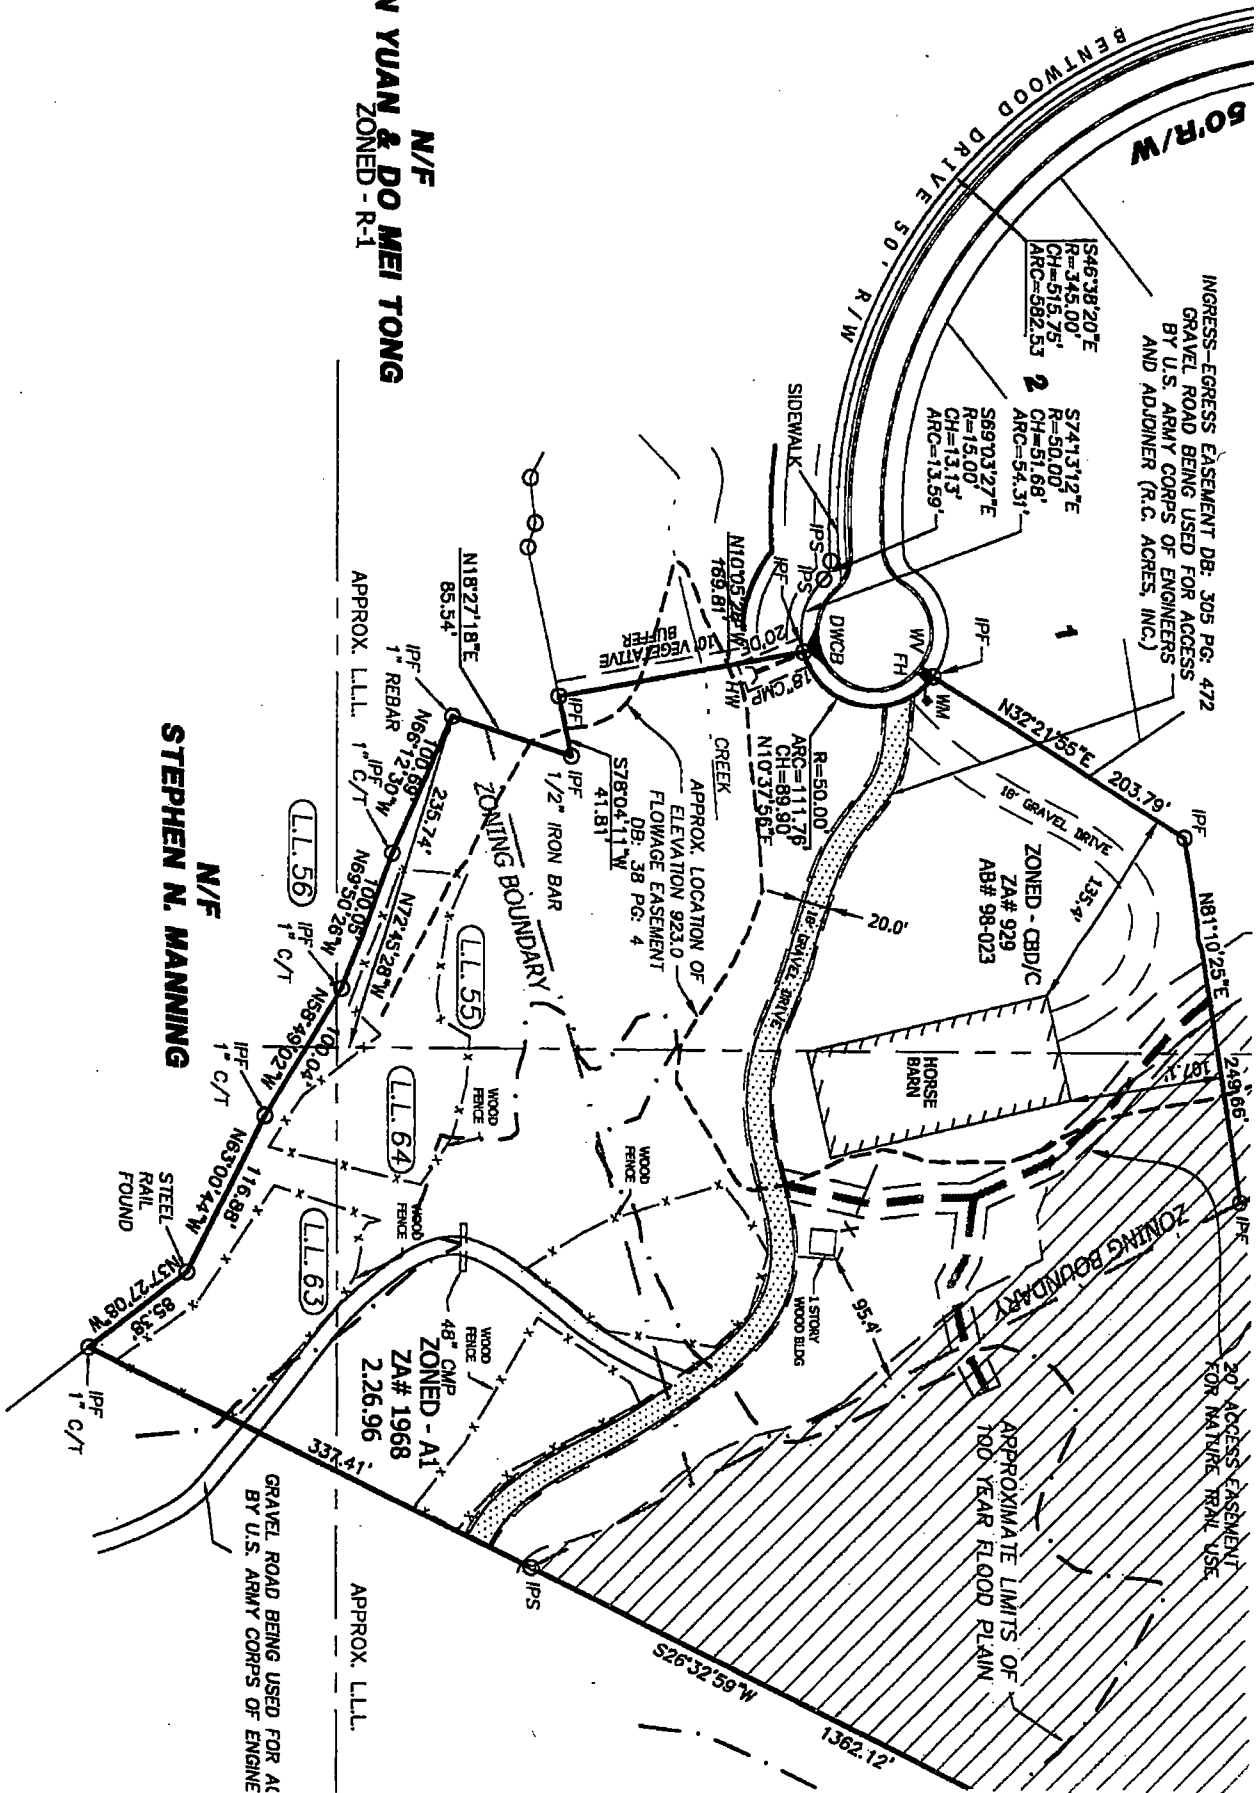 BENTWOOD DRIVE 50' R/W
50'R/W
INGRESS-EGRESS EASEMENT DB: 305 PG: 472
GRAVEL ROAD BEING USED FOR ACCESS
BY U.S. ARMY CORPS OF ENGINEERS
AND ADJOINER (R.C. ACRES, INC.)
S46°38'20"E
R=345.00'
CH=515.75'
ARC=582.53
2
S74°13'12"E
R=50.00'
CH=51.68'
ARC=54.31'
S69°03'27"E
R=15.00'
CH=13.13'
ARC=13.59'
1
SIDEWALK
IPS
IPS
IPF
DWCB
WV
FH
IPF
WM
N32°21'55"E 203.79'
IPF
N81°10'25"E 249.66'
IPF
18' GRAVEL DRIVE
135.4'
ZONED - CBD/C
ZA# 929
AB# 98-023
HORSE
BARN
20.0'
18' GRAVEL DRIVE
R=50.00'
ARC=111.76'
CH=89.90'
N10°37'56"E
18" CMP
HW
20'DE
10' VEGETATIVE
BUFFER
169.81'
CREEK
APPROX. LOCATION OF
ELEVATION 923.0
FLOWAGE EASEMENT
DB: 38 PG: 4
S78°04'11"W
41.81'
IPF
IPF
1/2" IRON BAR
N18°27'18"E
85.54'
IPF
1" REBAR
N66°12'30"W
100.69'
235.74'
N72°45'28"W
IPF
1" C/T
N69°50'26"W
100.05'
IPF
1" C/T
N58°49'02"W
100.04'
IPF
1" C/T
N63°00'44"W
116.88'
STEEL
RAIL
FOUND
N37°27'08"W
85.38'
IPF
1" C/T
337.41'
IPS
S26°32'59"W 1362.12'
ZONING BOUNDARY
ZONING BOUNDARY
20' ACCESS EASEMENT
FOR NATURE TRAIL USE
APPROXIMATE LIMITS OF
100 YEAR FLOOD PLAIN
1 STORY
WOOD BLDG
95.4'
WOOD
FENCE
WOOD
FENCE
WOOD
FENCE
WOOD
FENCE
48" CMP
ZONED - A1
ZA# 1968
2.26.96
L.L. 55
L.L. 56
L.L. 64
L.L. 63
APPROX. L.L.L.
APPROX. L.L.L.
N/F
N YUAN & DO MEI TONG
ZONED - R-1
N/F
STEPHEN N. MANNING
GRAVEL ROAD BEING USED FOR AC
BY U.S. ARMY CORPS OF ENGINE